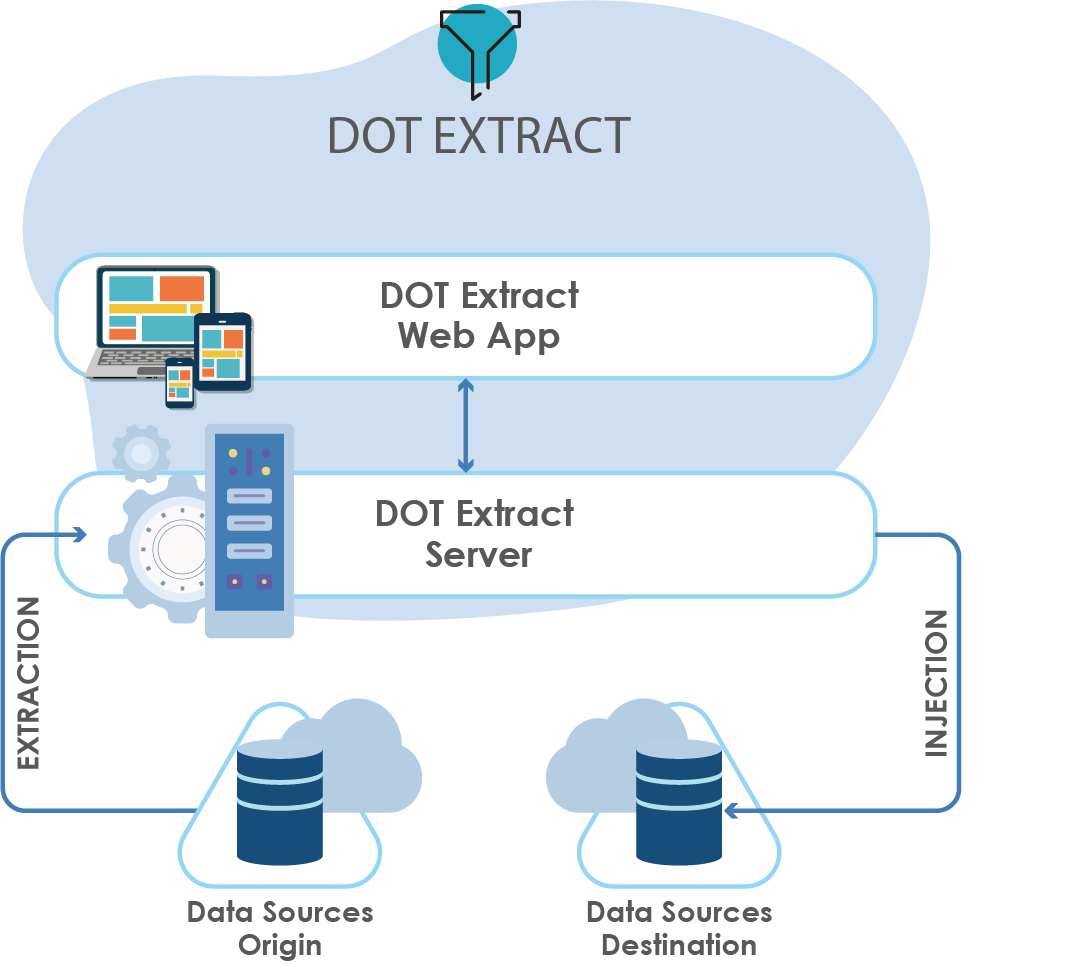 DOT EXTRACT
DOT Extract
Web App
DOT Extract
Server
EXTRACTION
INJECTION
Data Sources
Origin
Data Sources
Destination